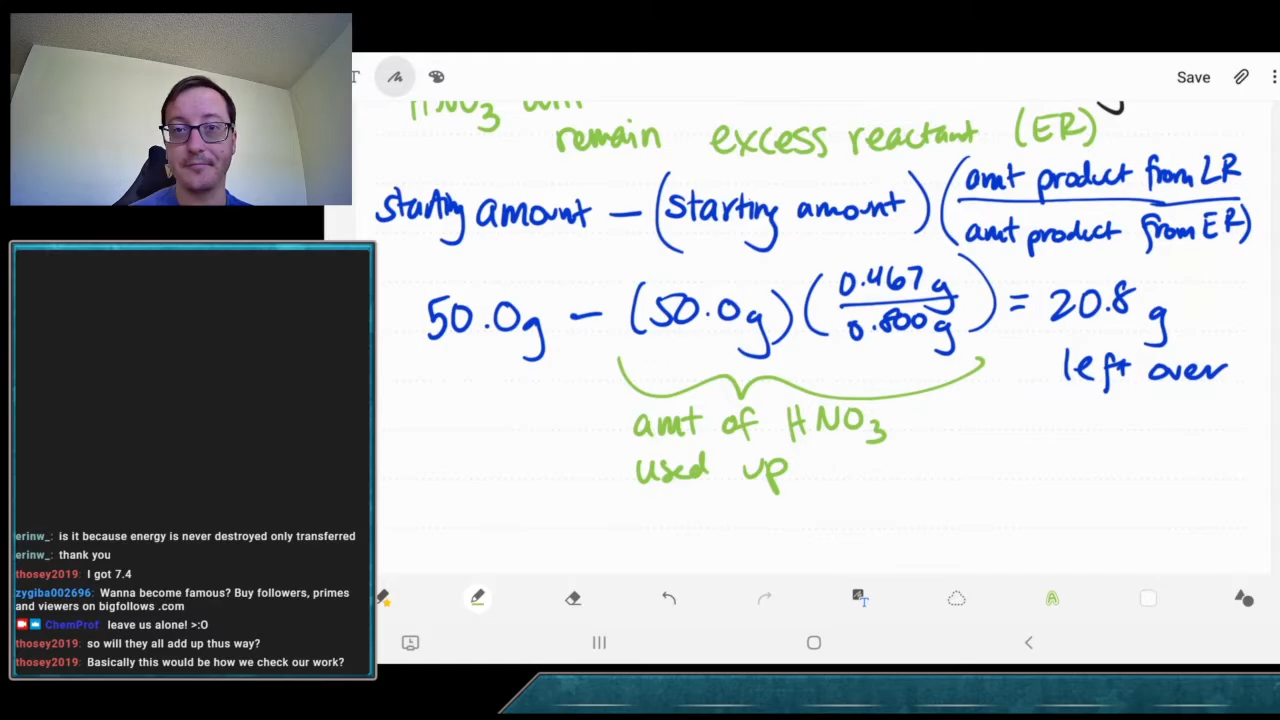 T
Save
HNO3 will
remain excess reactant (ER)
starting amount – (starting amount) (amt product from LR / amt product from ER)
50.0g – (50.0g) (0.467g / 0.800g) = 20.8 g
left over
amt of HNO3
used up
erinw_: is it because energy is never destroyed only transferred
erinw_: thank you
thosey2019: I got 7.4
zygiba002696: Wanna become famous? Buy followers, primes
and viewers on bigfollows .com
ChemProf: leave us alone! >:O
thosey2019: so will they all add up thus way?
thosey2019: Basically this would be how we check our work?